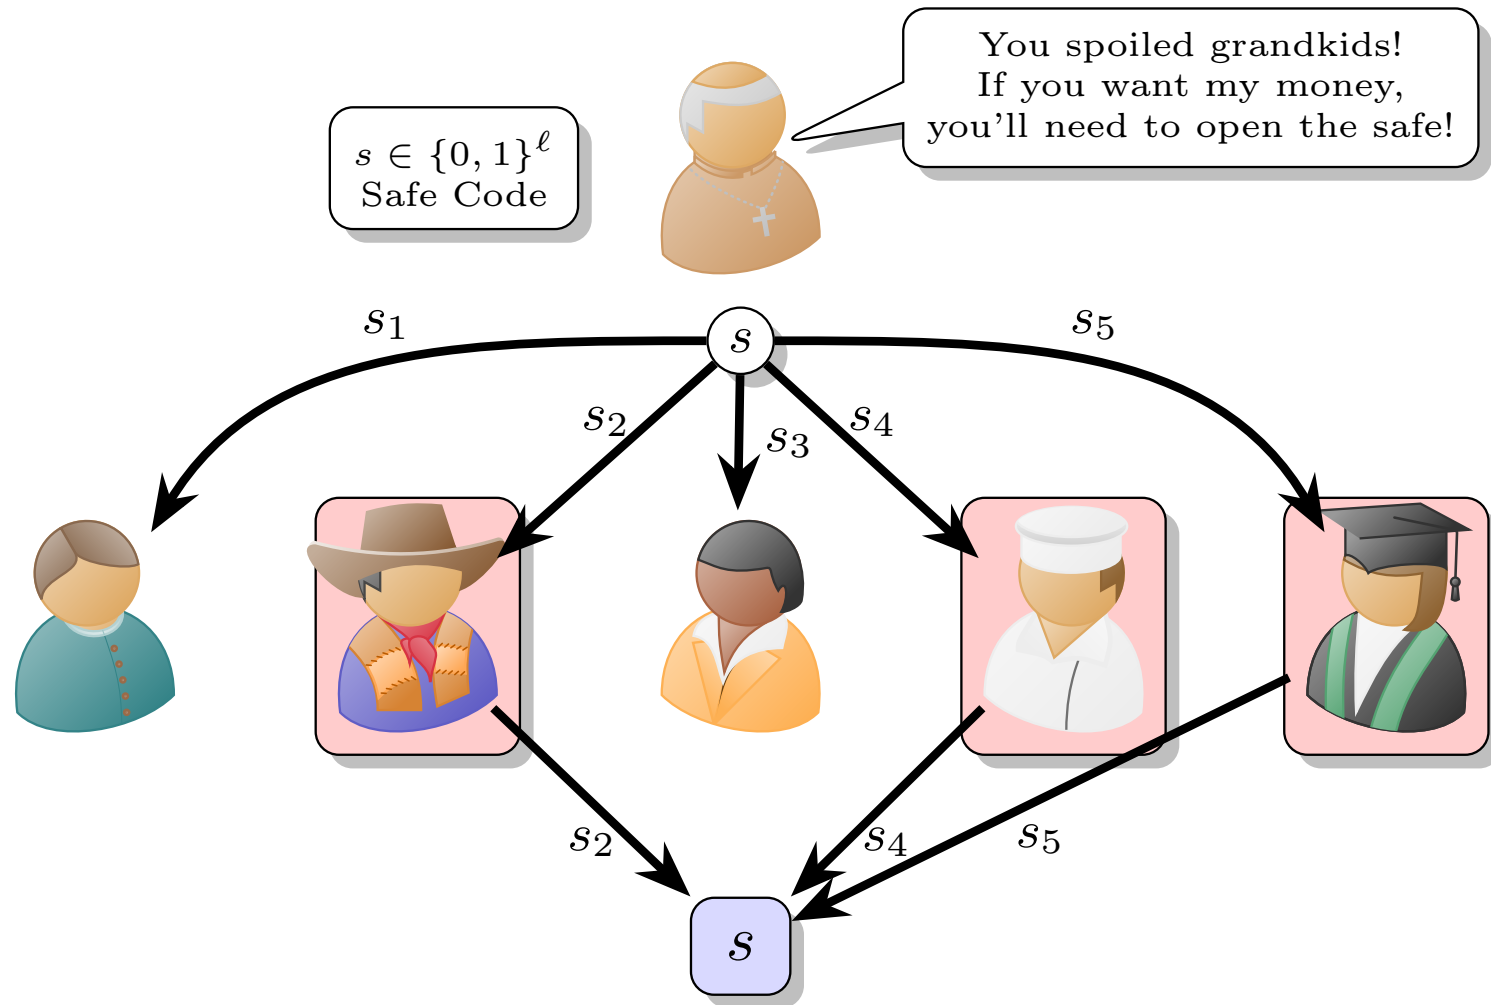 You spoiled grandkids!
If you want my money,
you'll need to open the safe!
s ∈ {0, 1}^ℓ
Safe Code
s
s₁
s₅
s₂
s₄
s₃
s₂
s₄
s₅
s